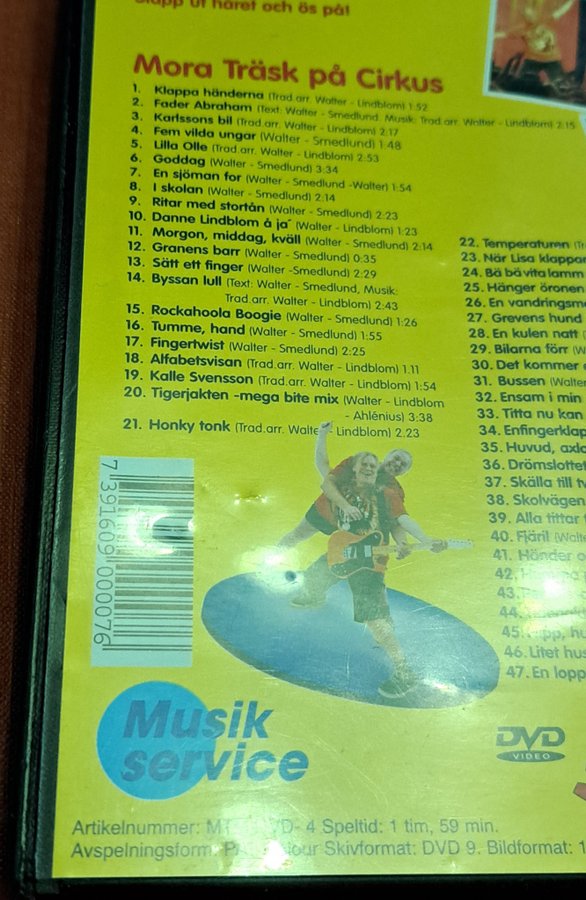 Släpp ut håret och ös på!
Mora Träsk på Cirkus
1. Klappa händerna (Trad.arr. Walter - Lindblom) 1:52
2. Fader Abraham (Text: Walter - Smedlund. Musik: Trad.arr. Walter - Lindblom) 2:15
3. Karlssons bil (Trad.arr. Walter - Lindblom) 2:17
4. Fem vilda ungar (Walter - Smedlund) 1:48
5. Lilla Olle (Trad.arr. Walter - Lindblom) 2:53
6. Goddag (Walter - Smedlund) 3:34
7. En sjöman for (Walter - Smedlund -Walter) 1:54
8. I skolan (Walter - Smedlund) 2:14
9. Ritar med stortån (Walter - Smedlund) 2:23
10. Danne Lindblom å ja´ (Walter - Lindblom) 1:23
11. Morgon, middag, kväll (Walter - Smedlund) 2:14
12. Granens barr (Walter - Smedlund) 0:35
13. Sätt ett finger (Walter -Smedlund) 2:29
14. Byssan lull (Text: Walter - Smedlund, Musik:
Trad.arr. Walter - Lindblom) 2:43
15. Rockahoola Boogie (Walter - Smedlund) 1:26
16. Tumme, hand (Walter - Smedlund) 1:55
17. Fingertwist (Walter - Smedlund) 2:25
18. Alfabetsvisan (Trad.arr. Walter - Lindblom) 1.11
19. Kalle Svensson (Trad.arr. Walter - Lindblom) 1:54
20. Tigerjakten -mega bite mix (Walter - Lindblom
- Ahlénius) 3:38
21. Honky tonk (Trad.arr. Walter - Lindblom) 2.23
22. Temperaturen
23. När Lisa klappar
24. Bä bä vita lamm
25. Hänger öronen
26. En vandringsm
27. Grevens hund
28. En kulen natt
29. Bilarna förr (W
30. Det kommer
31. Bussen (Walter
32. Ensam i min
33. Titta nu kan
34. Enfingerklap
35. Huvud, axl
36. Drömslottet
37. Skälla till
38. Skolvägen
39. Alla tittar
40. Fjäril (Walt
41. Händer
42.
43.
44.
45.
46. Litet hus
47. En lopp
7 391609 000076
Musik
service
DVD
VIDEO
Artikelnummer: - 4 Speltid: 1 tim, 59 min.
Avspelningsform: Skivformat: DVD 9. Bildformat: